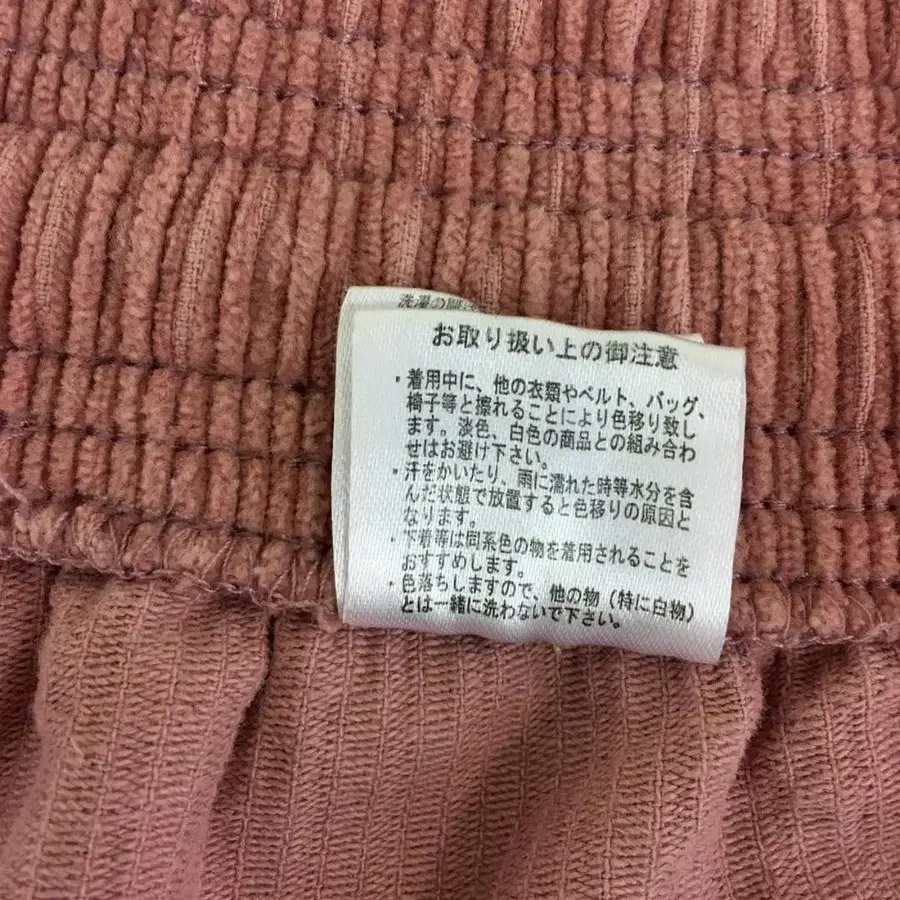 洗濯の
お取り扱い上の御注意
・着用中に、他の衣類やベルト、バッグ、
椅子等と擦れることにより色移り致し
ます。淡色、白色の商品との組み合わ
せはお避け下さい。
・汗をかいたり、雨に濡れた時等水分を含
んだ状態で放置すると色移りの原因と
なります。
・下着等は同系色の物を着用されることを
おすすめします。
・色落ちしますので、他の物（特に白物）
とは一緒に洗わないで下さい。